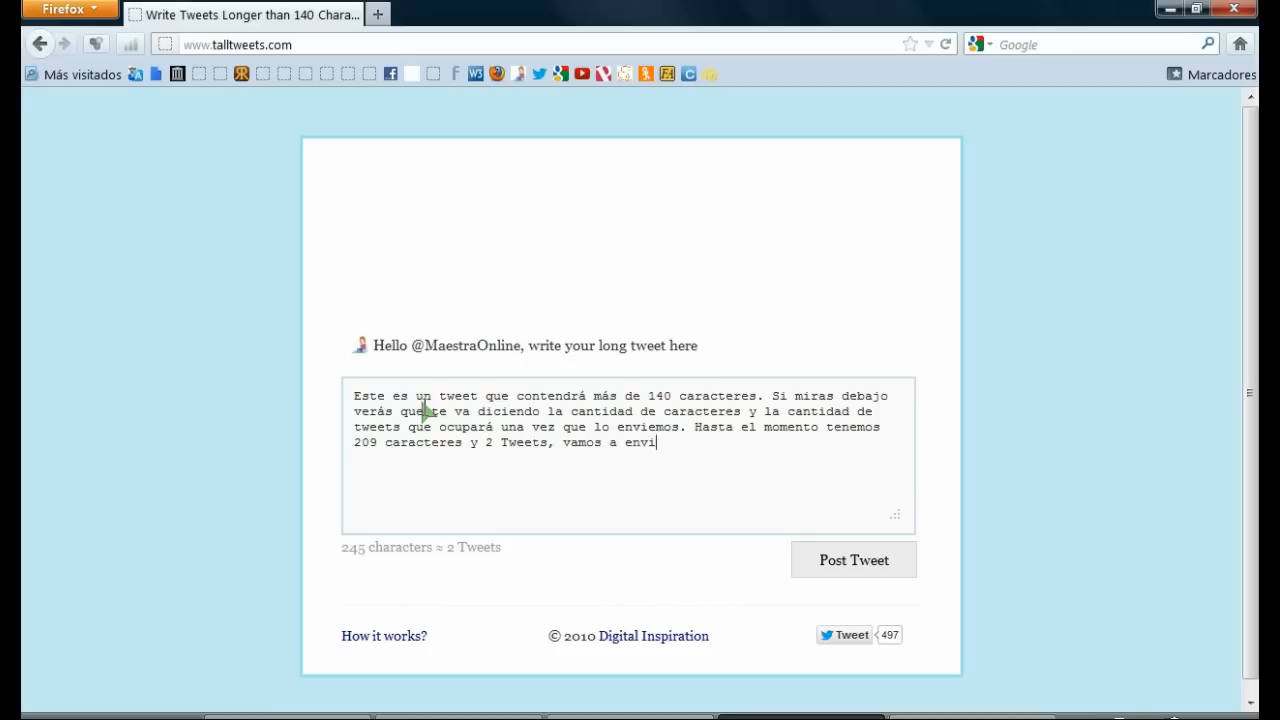 Firefox
Write Tweets Longer than 140 Chara...
www.talltweets.com
Google
Más visitados
Marcadores
Hello @MaestraOnline, write your long tweet here
Este es un tweet que contendrá más de 140 caracteres. Si miras debajo
verás que te va diciendo la cantidad de caracteres y la cantidad de
tweets que ocupará una vez que lo enviemos. Hasta el momento tenemos
209 caracteres y 2 Tweets, vamos a envi
245 characters ≈ 2 Tweets
Post Tweet
How it works?
© 2010 Digital Inspiration
Tweet 497